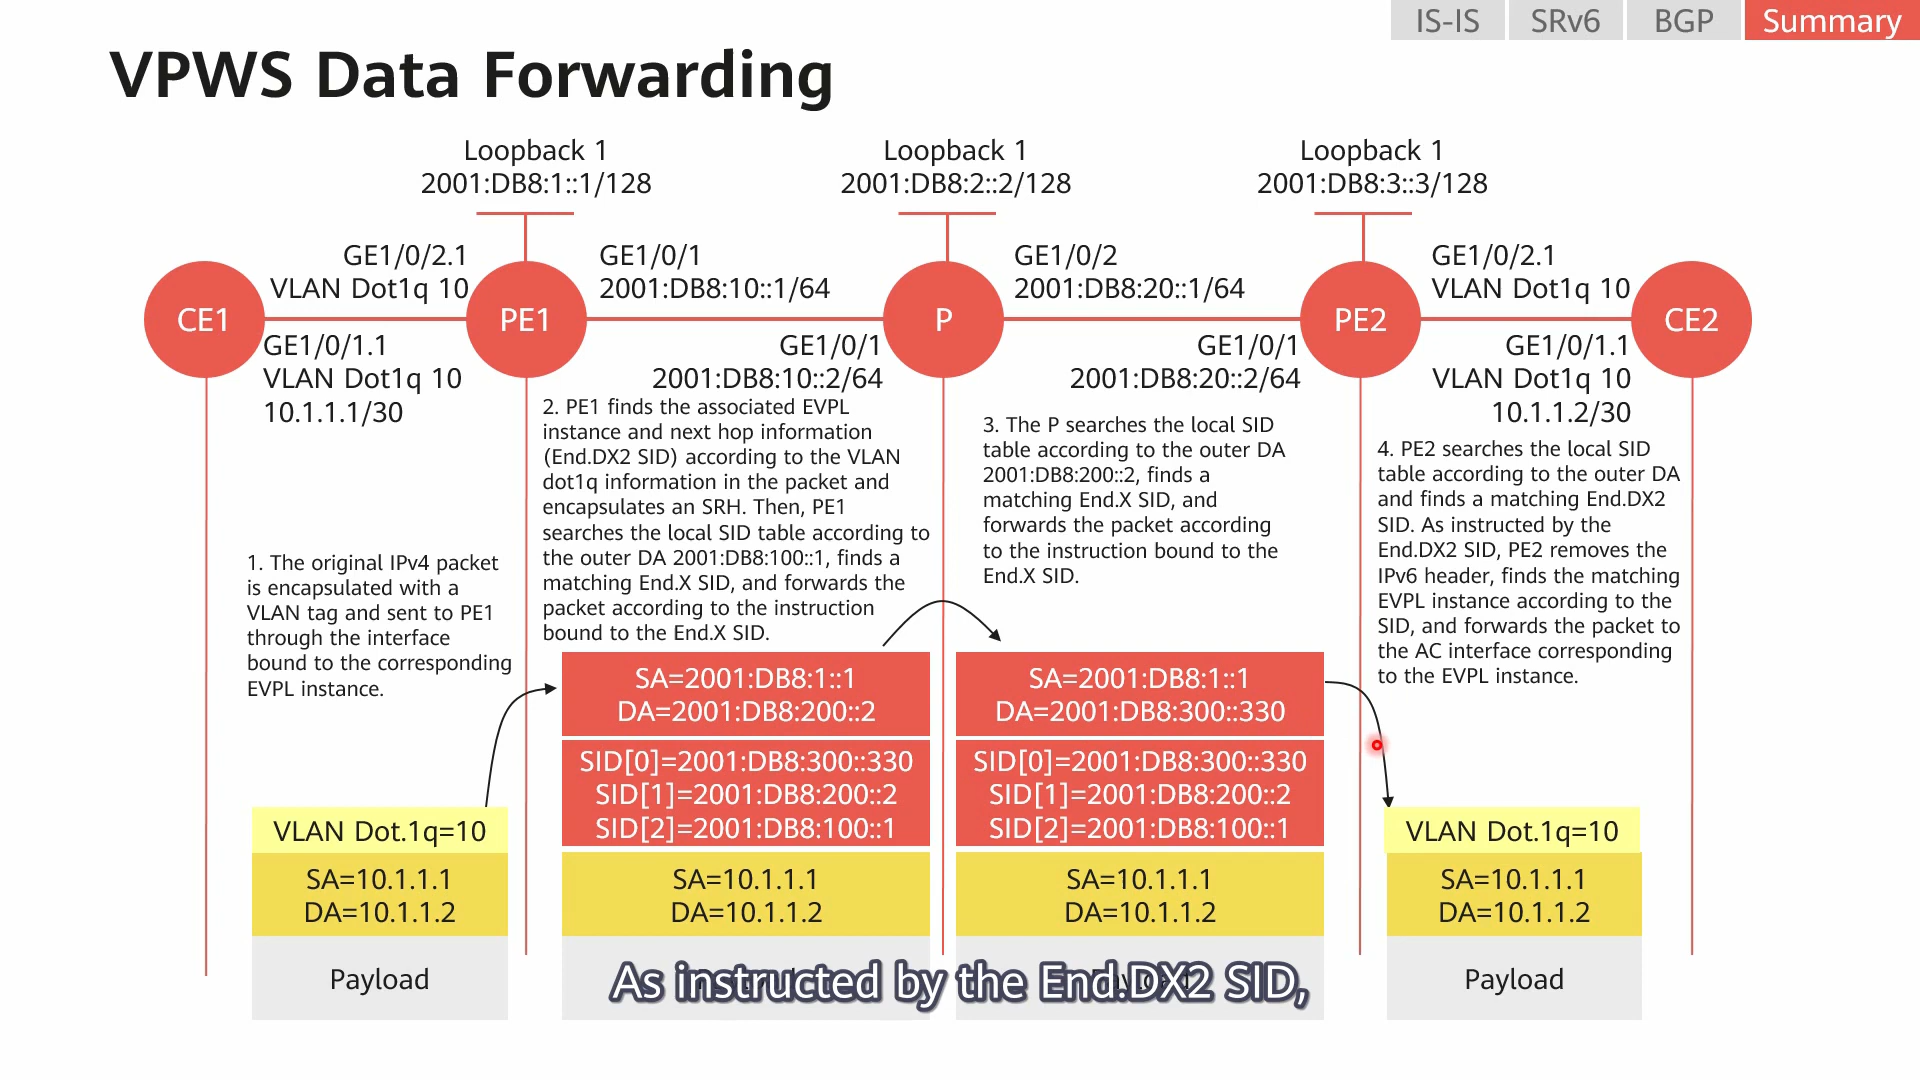 IS-IS
SRv6
BGP
Summary
VPWS Data Forwarding
Loopback 1
2001:DB8:1::1/128
Loopback 1
2001:DB8:2::2/128
Loopback 1
2001:DB8:3::3/128
GE1/0/2.1
VLAN Dot1q 10
GE1/0/1
2001:DB8:10::1/64
GE1/0/2
2001:DB8:20::1/64
GE1/0/2.1
VLAN Dot1q 10
CE1
PE1
P
PE2
CE2
GE1/0/1.1
VLAN Dot1q 10
10.1.1.1/30
GE1/0/1
2001:DB8:10::2/64
GE1/0/1
2001:DB8:20::2/64
GE1/0/1.1
VLAN Dot1q 10
10.1.1.2/30
1. The original IPv4 packet
is encapsulated with a
VLAN tag and sent to PE1
through the interface
bound to the corresponding
EVPL instance.
2. PE1 finds the associated EVPL
instance and next hop information
(End.DX2 SID) according to the VLAN
dot1q information in the packet and
encapsulates an SRH. Then, PE1
searches the local SID table according to
the outer DA 2001:DB8:100::1, finds a
matching End.X SID, and forwards the
packet according to the instruction
bound to the End.X SID.
3. The P searches the local SID
table according to the outer DA
2001:DB8:200::2, finds a
matching End.X SID, and
forwards the packet according
to the instruction bound to the
End.X SID.
4. PE2 searches the local SID
table according to the outer DA
and finds a matching End.DX2
SID. As instructed by the
End.DX2 SID, PE2 removes the
IPv6 header, finds the matching
EVPL instance according to the
SID, and forwards the packet to
the AC interface corresponding
to the EVPL instance.
VLAN Dot.1q=10
SA=10.1.1.1
DA=10.1.1.2
Payload
SA=2001:DB8:1::1
DA=2001:DB8:200::2
SID[0]=2001:DB8:300::330
SID[1]=2001:DB8:200::2
SID[2]=2001:DB8:100::1
SA=10.1.1.1
DA=10.1.1.2
SA=2001:DB8:1::1
DA=2001:DB8:300::330
SID[0]=2001:DB8:300::330
SID[1]=2001:DB8:200::2
SID[2]=2001:DB8:100::1
SA=10.1.1.1
DA=10.1.1.2
VLAN Dot.1q=10
SA=10.1.1.1
DA=10.1.1.2
Payload
As instructed by the End.DX2 SID,